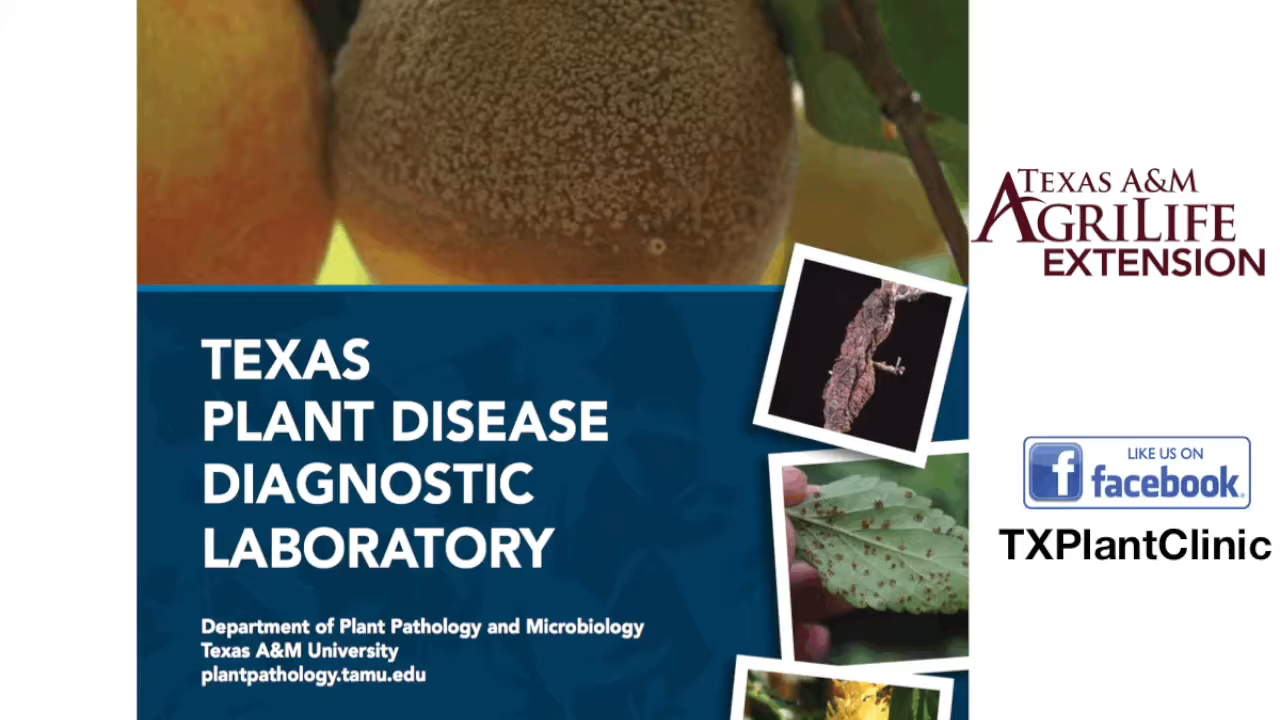 TEXAS
PLANT DISEASE
DIAGNOSTIC
LABORATORY
Department of Plant Pathology and Microbiology
Texas A&M University
plantpathology.tamu.edu
TEXAS A&M
AGRILIFE
EXTENSION
LIKE US ON
f facebook.
TXPlantClinic